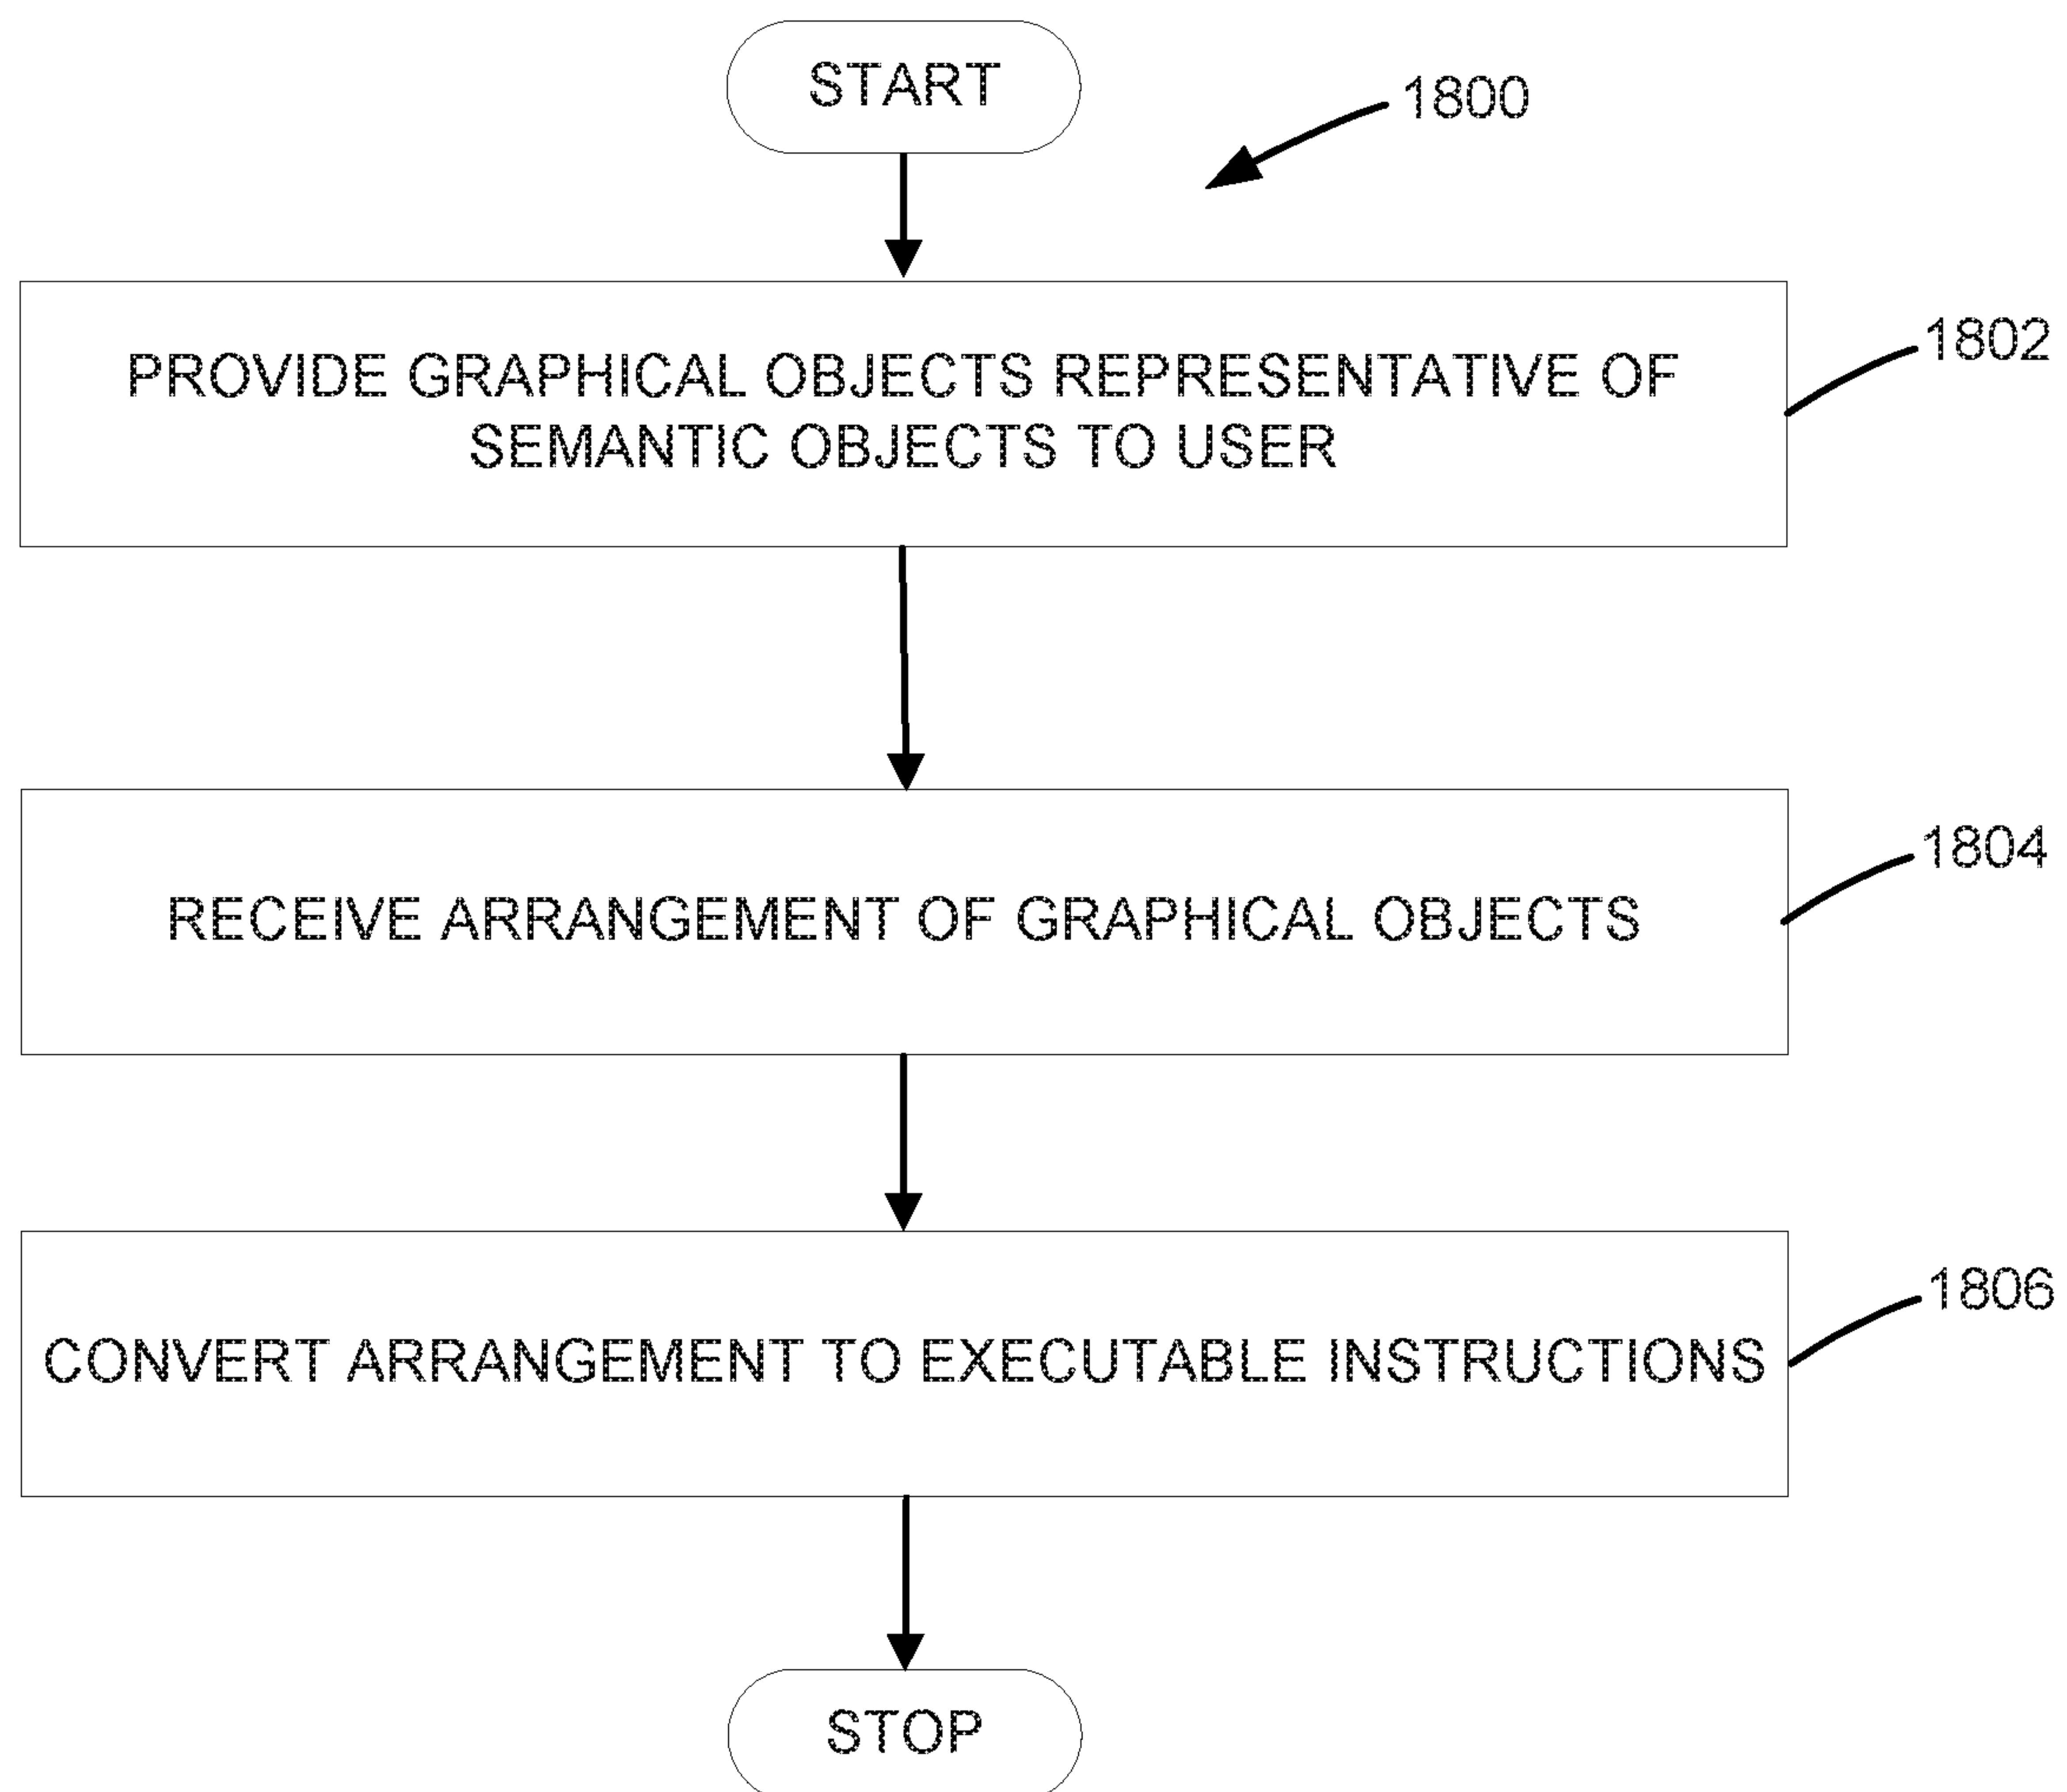 START
1800
PROVIDE GRAPHICAL OBJECTS REPRESENTATIVE OF
SEMANTIC OBJECTS TO USER
1802
RECEIVE ARRANGEMENT OF GRAPHICAL OBJECTS
1804
CONVERT ARRANGEMENT TO EXECUTABLE INSTRUCTIONS
1806
STOP